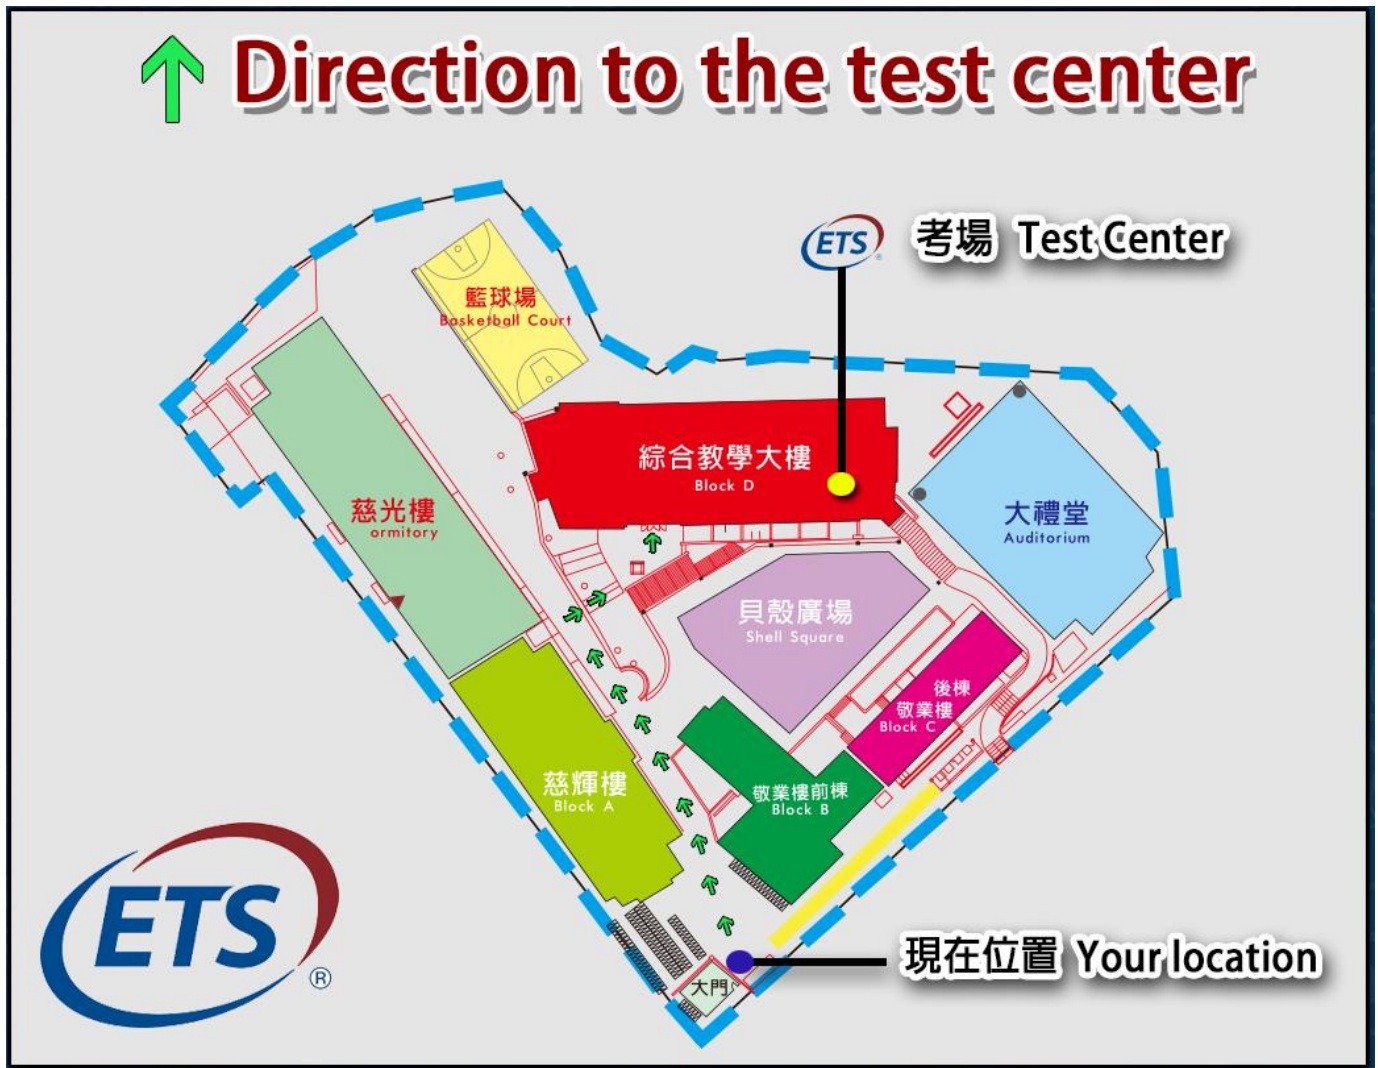 Direction to the test center
ETS
考場 Test Center
籃球場
Basketball Court
綜合教學大樓
Block D
慈光樓
ormitory
大禮堂
Auditorium
貝殼廣場
Shell Square
後棟
敬業樓
Block C
慈輝樓
Block A
敬業樓前棟
Block B
ETS
®
現在位置 Your location
大門